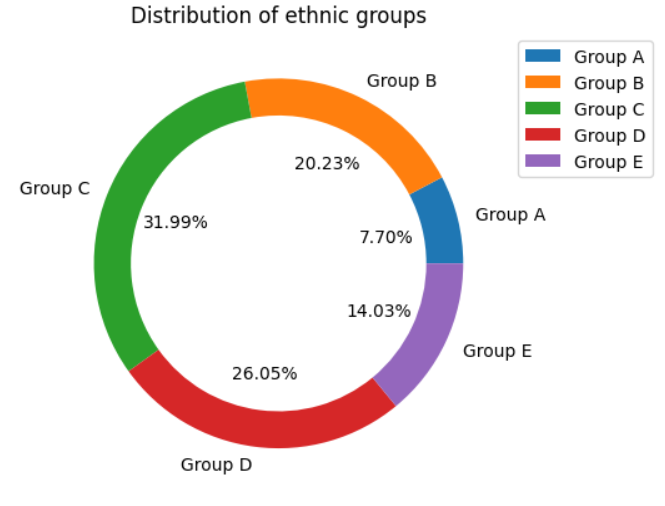 Distribution of ethnic groups
Group A
Group B
Group C
Group D
Group E
Group B
20.23%
Group C
31.99%
Group A
7.70%
14.03%
Group E
26.05%
Group D